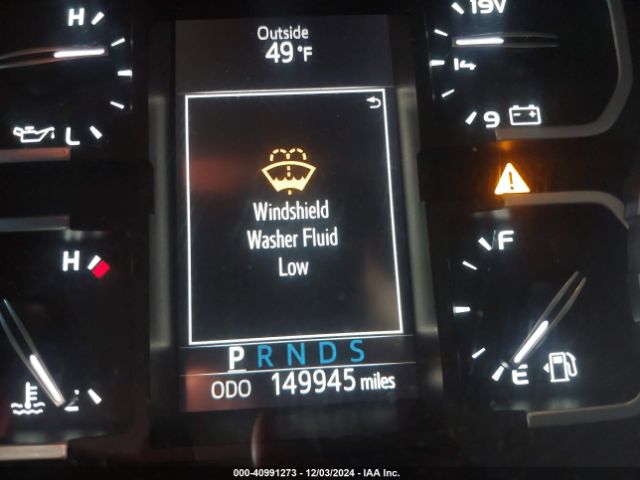 H
L
Outside
49 °F
19V
14
9
Windshield
Washer Fluid
Low
H
F
E
P R N D S
ODO 149945 miles
000-40991273 - 12/03/2024 - IAA Inc.